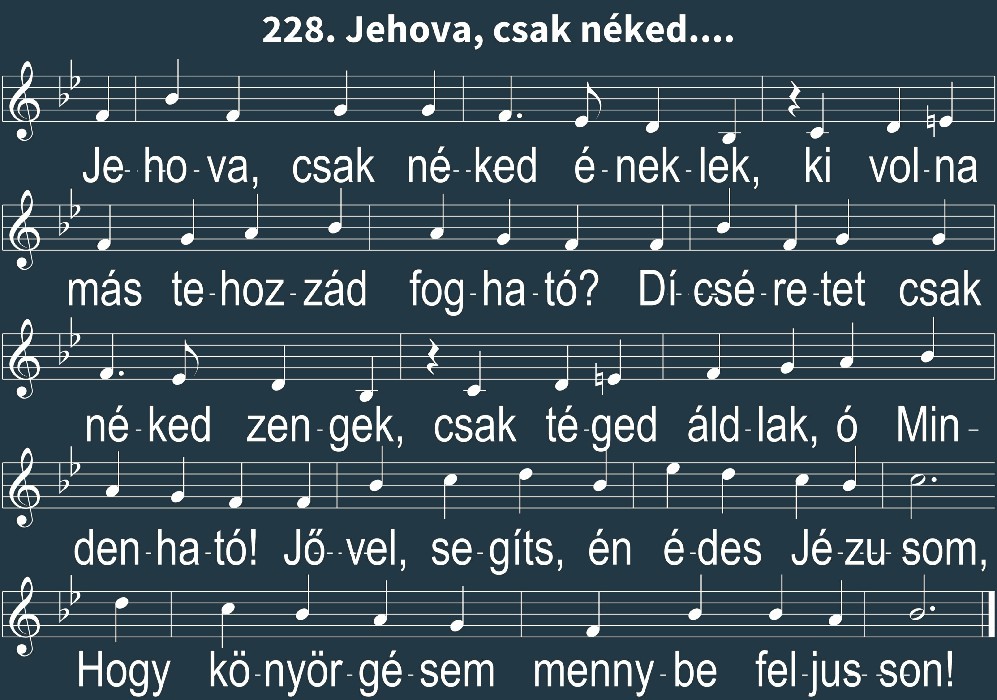 228. Jehova, csak néked....
Je- ho - va, csak né--ked é - nek - lek, ki vol - na
más te - hoz - zád fog - ha - tó? Dí- csé - re - tet csak
né - ked zen - gek, csak té - ged áld - lak, ó Min -
den - ha - tó! Jő - vel, se - gíts, én é - des Jé - zu - som,
Hogy kö - nyör - gé - sem menny - be fel - jus - son!